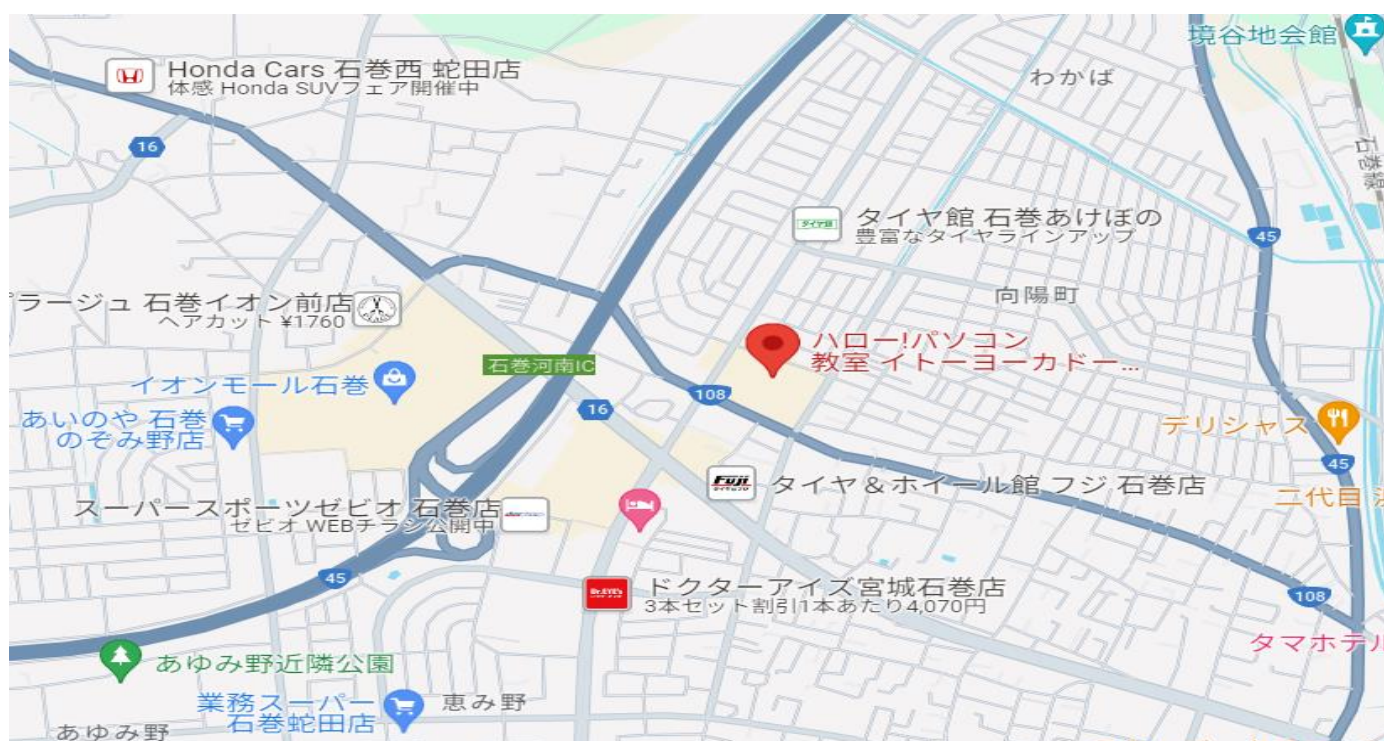 境谷地会館
Honda Cars 石巻西 蛇田店
体感 Honda SUVフェア開催中
わかば
16
石巻線
タイヤ館
タイヤ館 石巻あけぼの
豊富なタイヤラインアップ
45
向陽町
ラージュ 石巻イオン前店
ヘアカット ¥1760
ハロー!パソコン
教室 イトーヨーカドー...
石巻河南IC
イオンモール石巻
108
16
あいのや 石巻
のぞみ野店
デリシャス
45
Fuji
タイヤ&ホイール館 フジ 石巻店
二代目
スーパースポーツゼビオ 石巻店
ゼビオ WEBチラシ公開中
45
Dr.EYE's
ドクターアイズ宮城石巻店
3本セット割引1本あたり4,070円
108
タマホテル
あゆみ野近隣公園
業務スーパー
石巻蛇田店
恵み野
あゆみ野